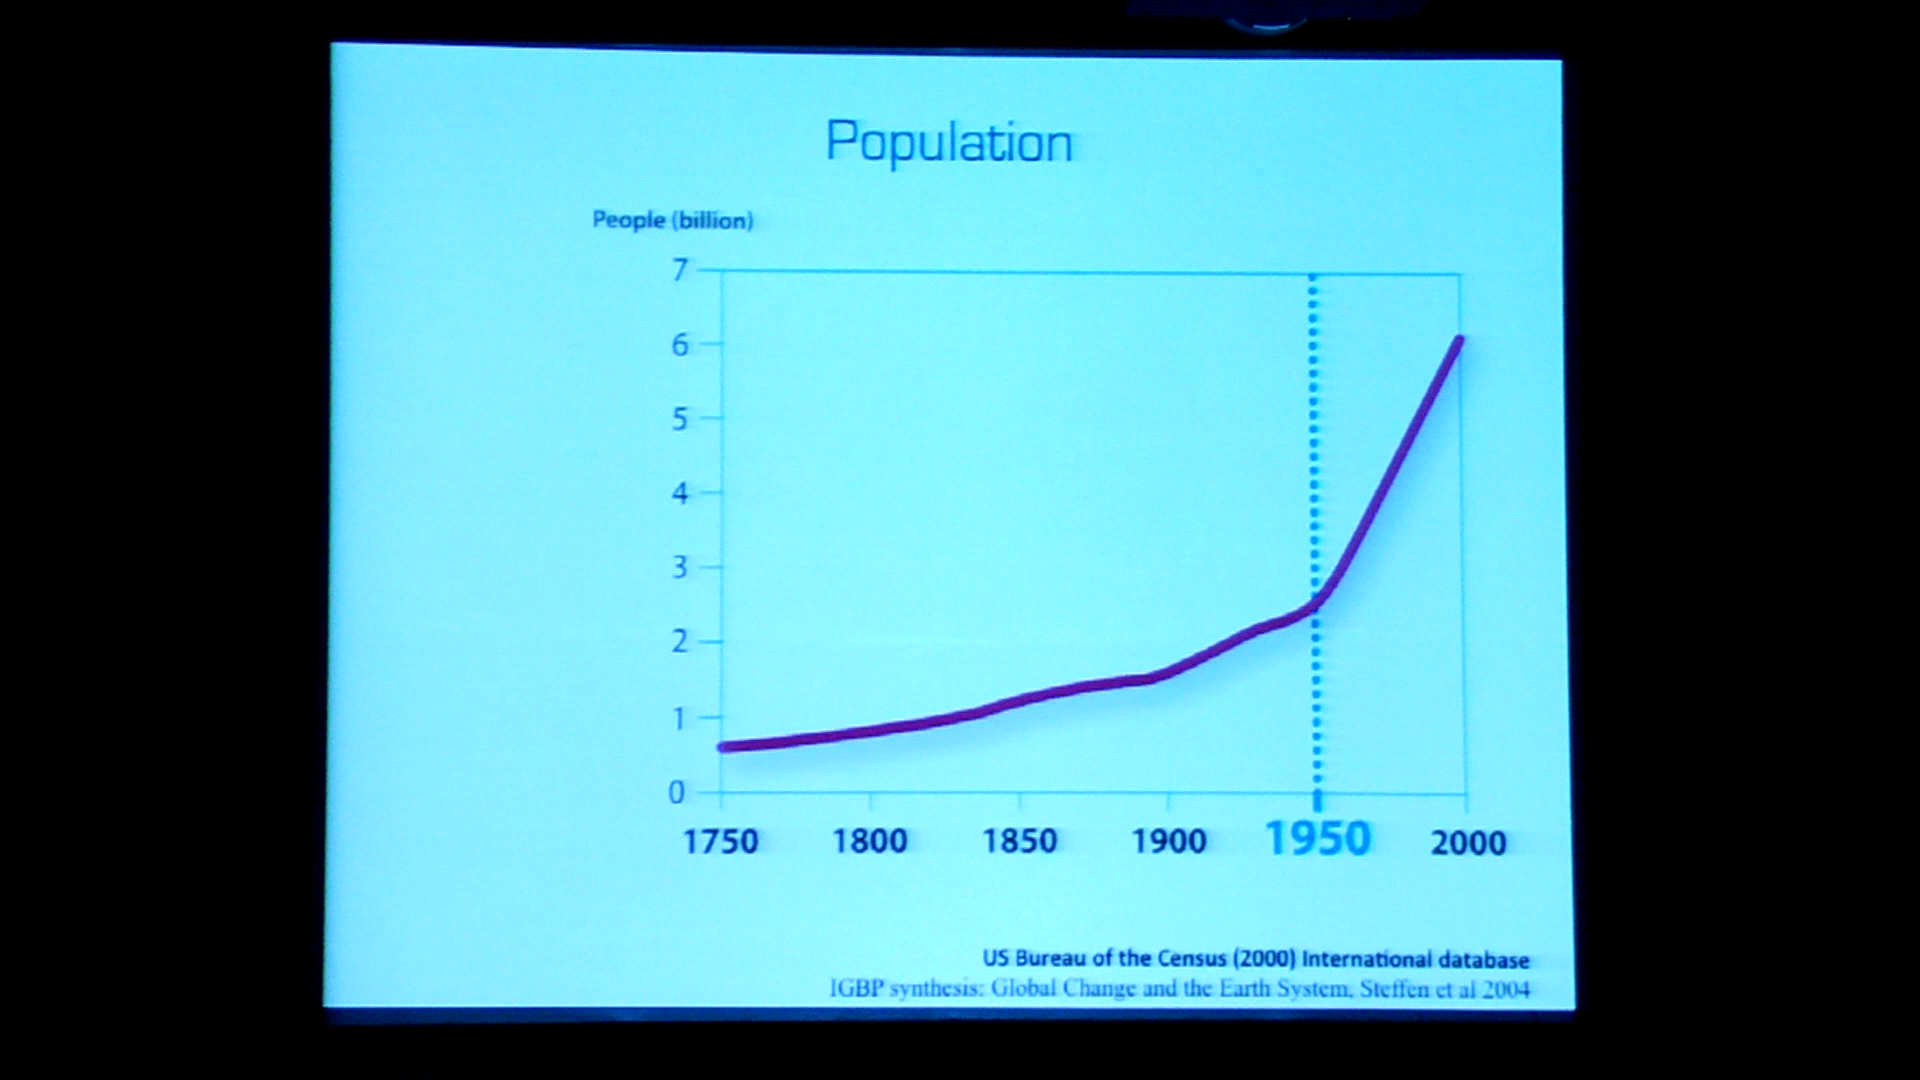 Population
People (billion)
7
6
5
4
3
2
1
0
1750 1800 1850 1900 1950 2000
US Bureau of the Census (2000) International database
IGBP synthesis: Global Change and the Earth System, Steffen et al 2004